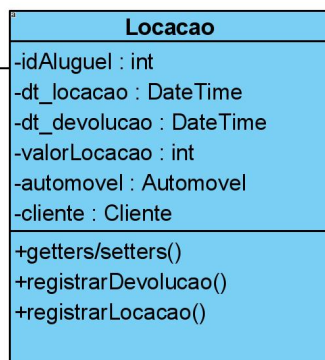 Locacao
-idAluguel : int
-dt_locacao : DateTime
-dt_devolucao : DateTime
-valorLocacao : int
-automovel : Automovel
-cliente : Cliente
+getters/setters()
+registrarDevolucao()
+registrarLocacao()